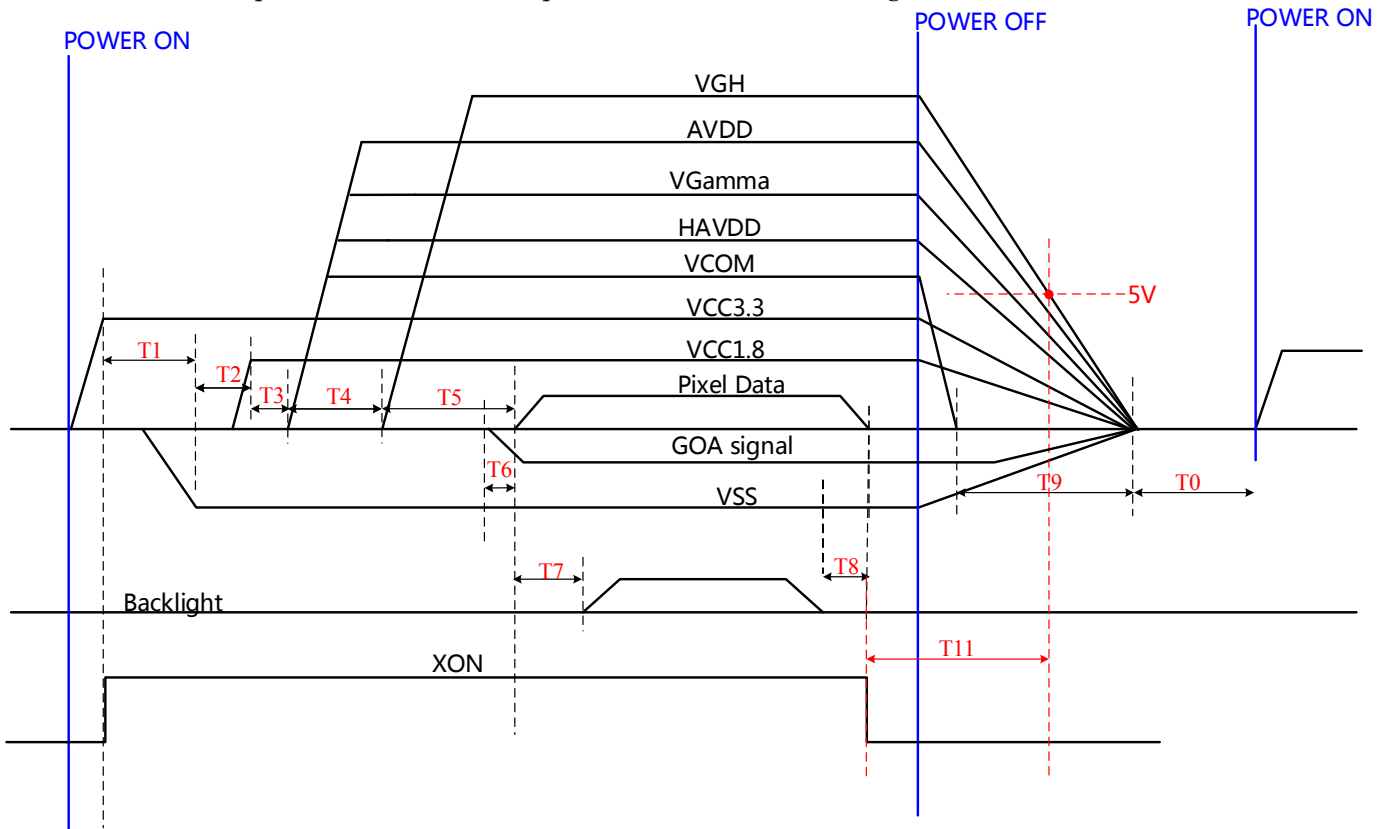 POWER ON
POWER OFF
POWER ON
VGH
AVDD
VGamma
HAVDD
VCOM
5V
VCC3.3
T1
VCC1.8
T2
Pixel Data
T3
T4
T5
GOA signal
T6
VSS
T9
T0
T7
T8
Backlight
T11
XON